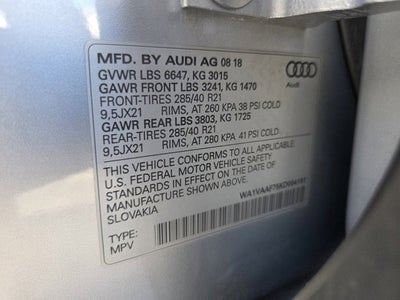 MFD. BY AUDI AG 08 18
GVWR LBS 6647, KG 3015
GAWR FRONT LBS 3241, KG 1470
FRONT-TIRES 285/40 R21
9,5JX21 RIMS, AT 260 KPA 38 PSI COLD
GAWR REAR LBS 3803, KG 1725
REAR-TIRES 285/40 R21
9,5JX21 RIMS, AT 280 KPA 41 PSI COLD
Audi
THIS VEHICLE CONFORMS TO ALL APPLICABLE
U.S. FEDERAL MOTOR VEHICLE SAFETY
STANDARDS IN EFFECT ON THE DATE OF
MANUFACTURE SHOWN ABOVE.
SLOVAKIA
TYPE:
MPV